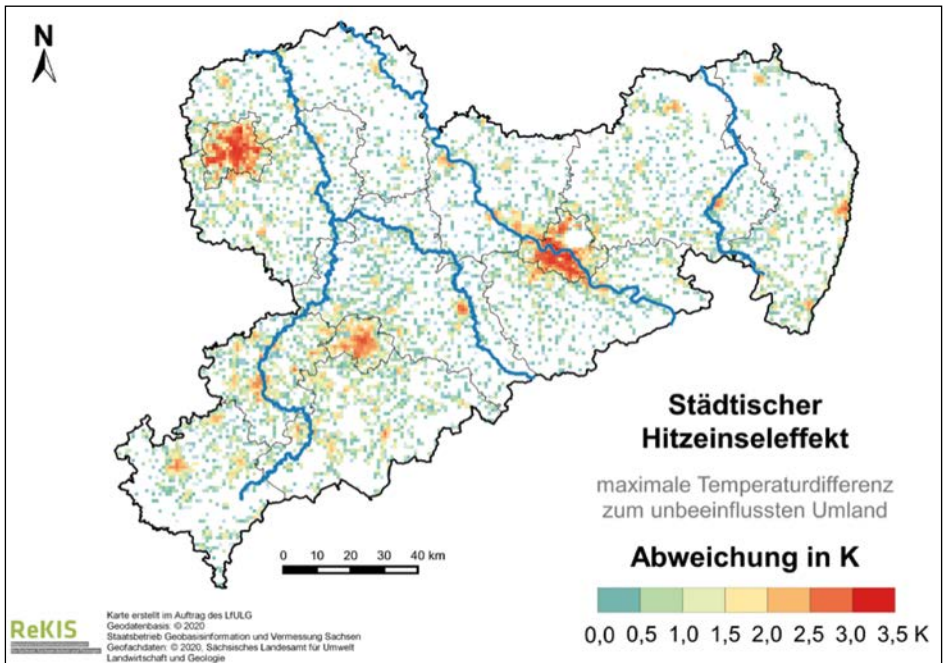 N
Städtischer
Hitzeinseleffekt
maximale Temperaturdifferenz
zum unbeeinflussten Umland
Abweichung in K
0,0 0,5 1,0 1,5 2,0 2,5 3,0 3,5 K
0 10 20 30 40 km
ReKIS
Karte erstellt im Auftrag des LfULG
Geodatenbasis: © 2020
Staatsbetrieb Geobasisinformation und Vermessung Sachsen
Geofachdaten: © 2020, Sächsisches Landesamt für Umwelt
Landwirtschaft und Geologie